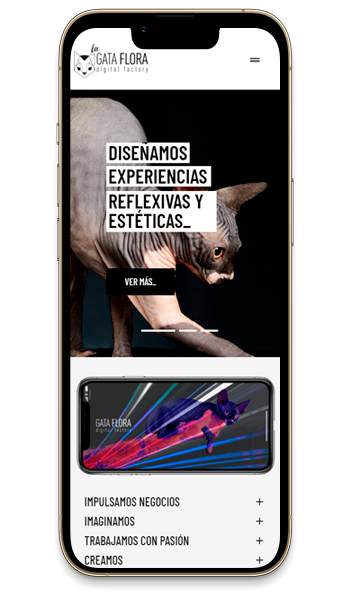 la
GATA FLORA
digital factory
DISEÑAMOS
EXPERIENCIAS
REFLEXIVAS Y
ESTÉTICAS_
VER MÁS_
GATA FLORA
digital factory
IMPULSAMOS NEGOCIOS +
IMAGINAMOS +
TRABAJAMOS CON PASIÓN +
CREAMOS +